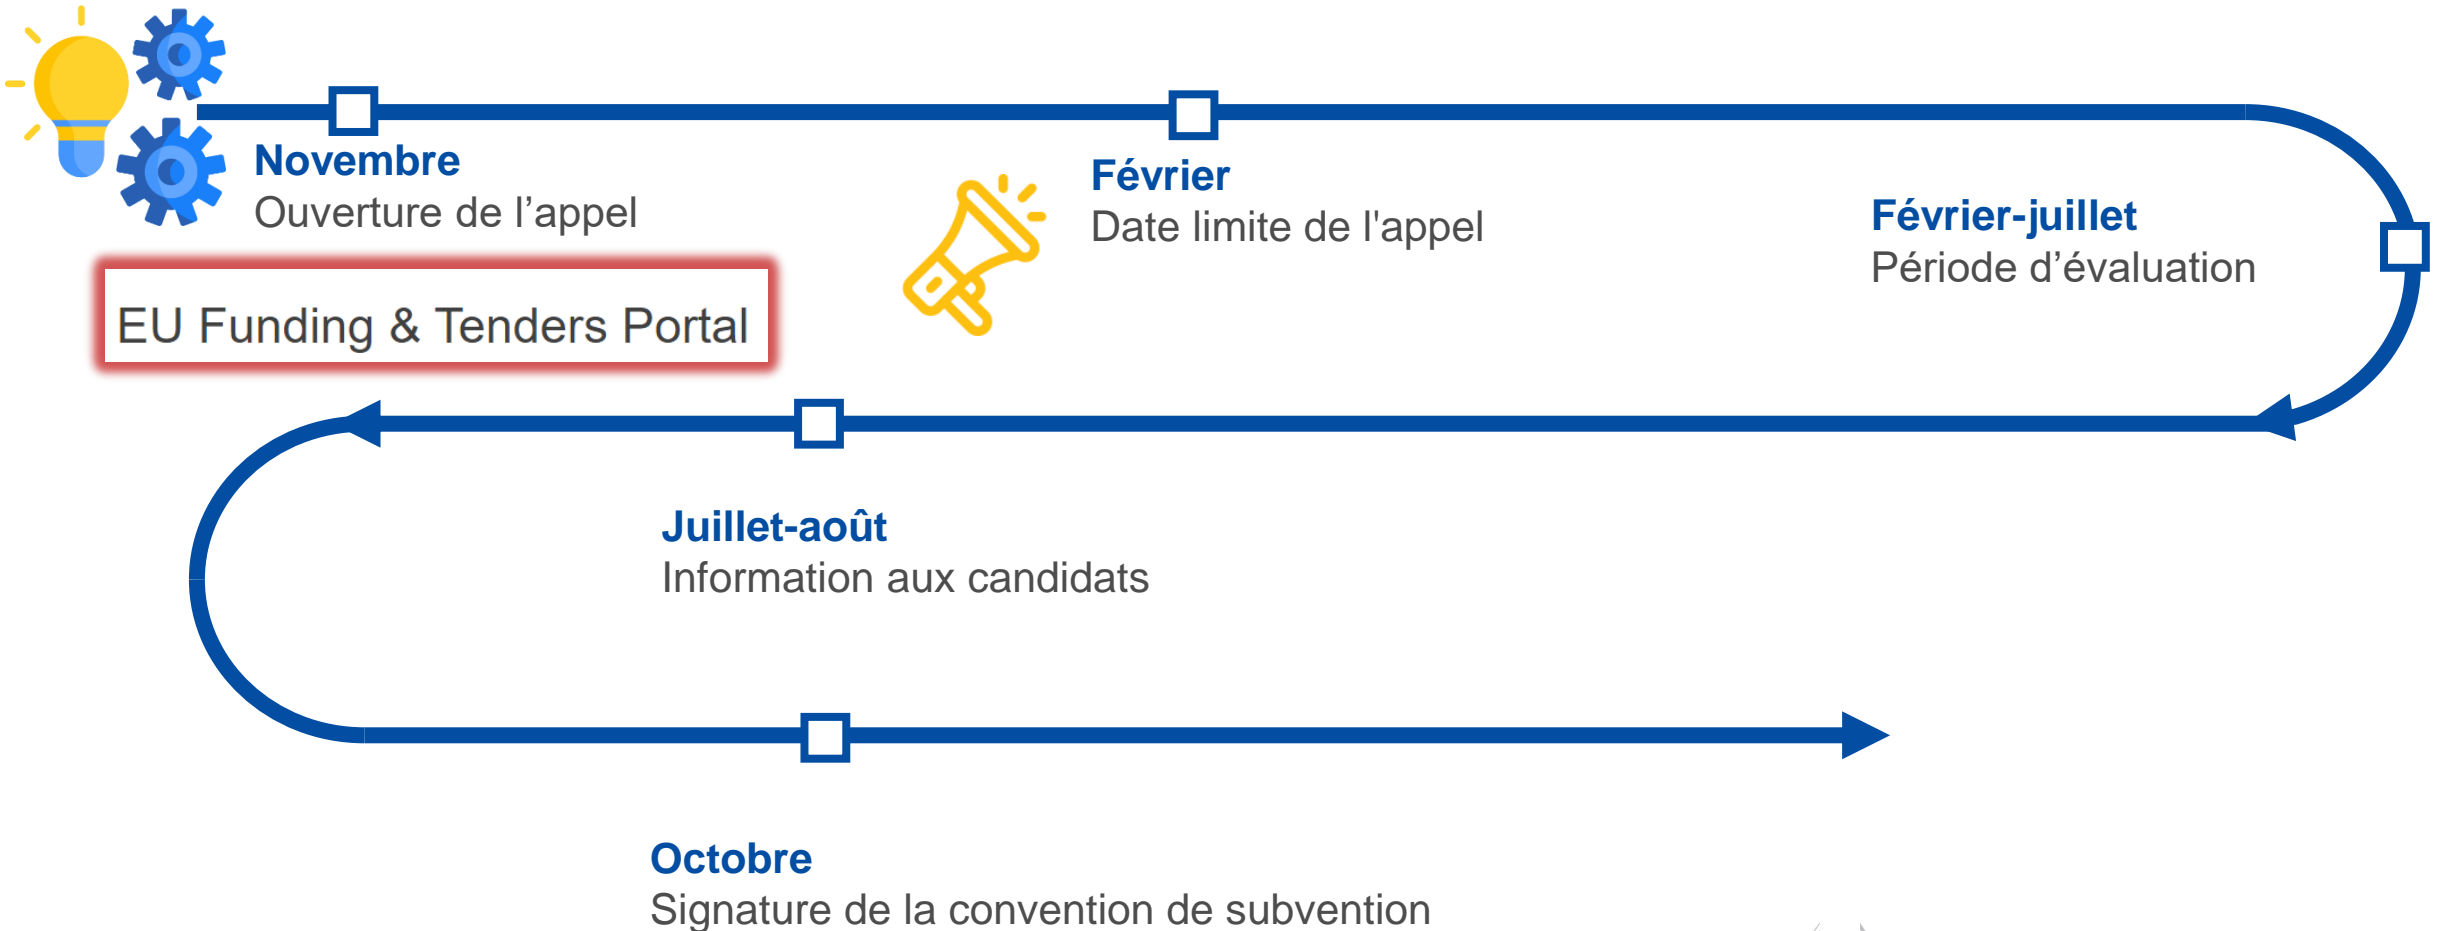 Novembre
Ouverture de l’appel
EU Funding & Tenders Portal
Février
Date limite de l'appel
Février-juillet
Période d’évaluation
Juillet-août
Information aux candidats
Octobre
Signature de la convention de subvention